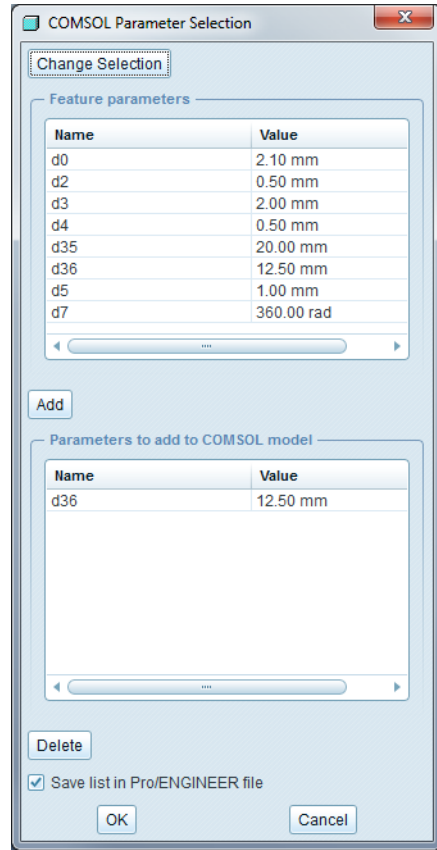 COMSOL Parameter Selection
Change Selection
Feature parameters
Name Value
d0 2.10 mm
d2 0.50 mm
d3 2.00 mm
d4 0.50 mm
d35 20.00 mm
d36 12.50 mm
d5 1.00 mm
d7 360.00 rad
Add
Parameters to add to COMSOL model
Name Value
d36 12.50 mm
Delete
Save list in Pro/ENGINEER file
OK Cancel